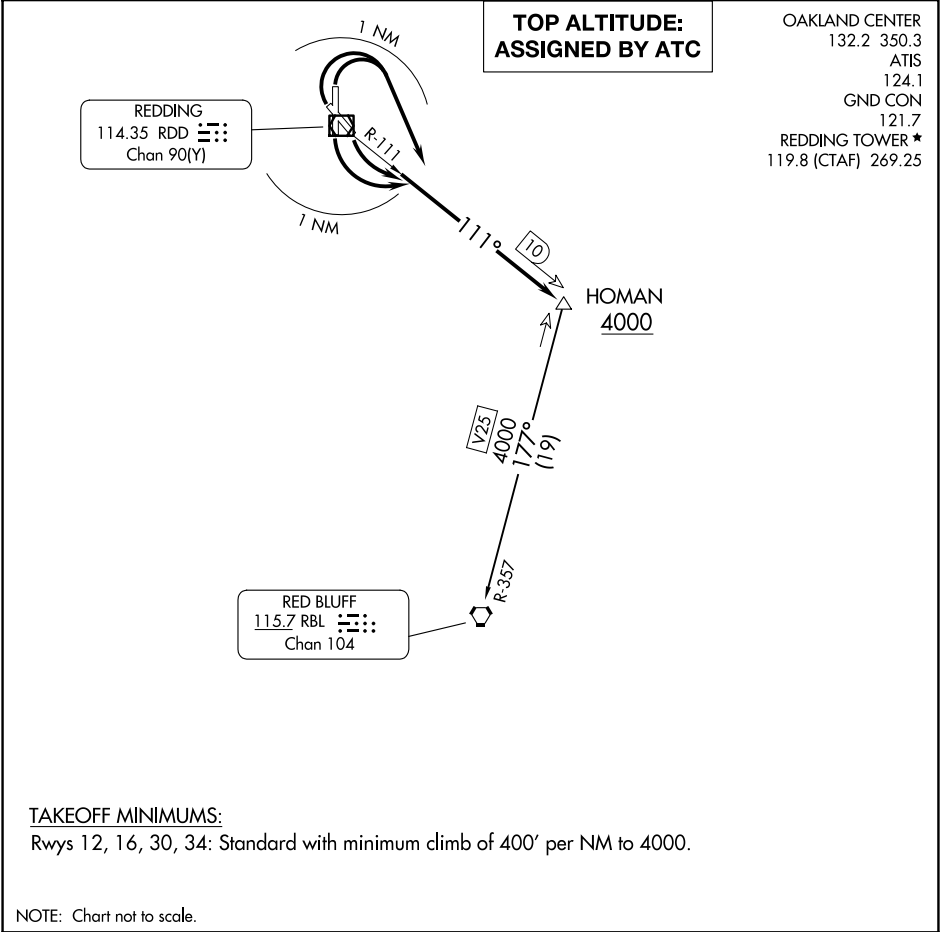 TOP ALTITUDE:
ASSIGNED BY ATC
OAKLAND CENTER
132.2 350.3
ATIS
124.1
GND CON
121.7
REDDING TOWER ★
119.8 (CTAF) 269.25
1 NM
REDDING
114.35 RDD
Chan 90(Y)
R-111
1 NM
111°
10
HOMAN
4000
V25
4000
177°
(19)
R-357
RED BLUFF
115.7 RBL
Chan 104
TAKEOFF MINIMUMS:
Rwys 12, 16, 30, 34: Standard with minimum climb of 400' per NM to 4000.
NOTE: Chart not to scale.